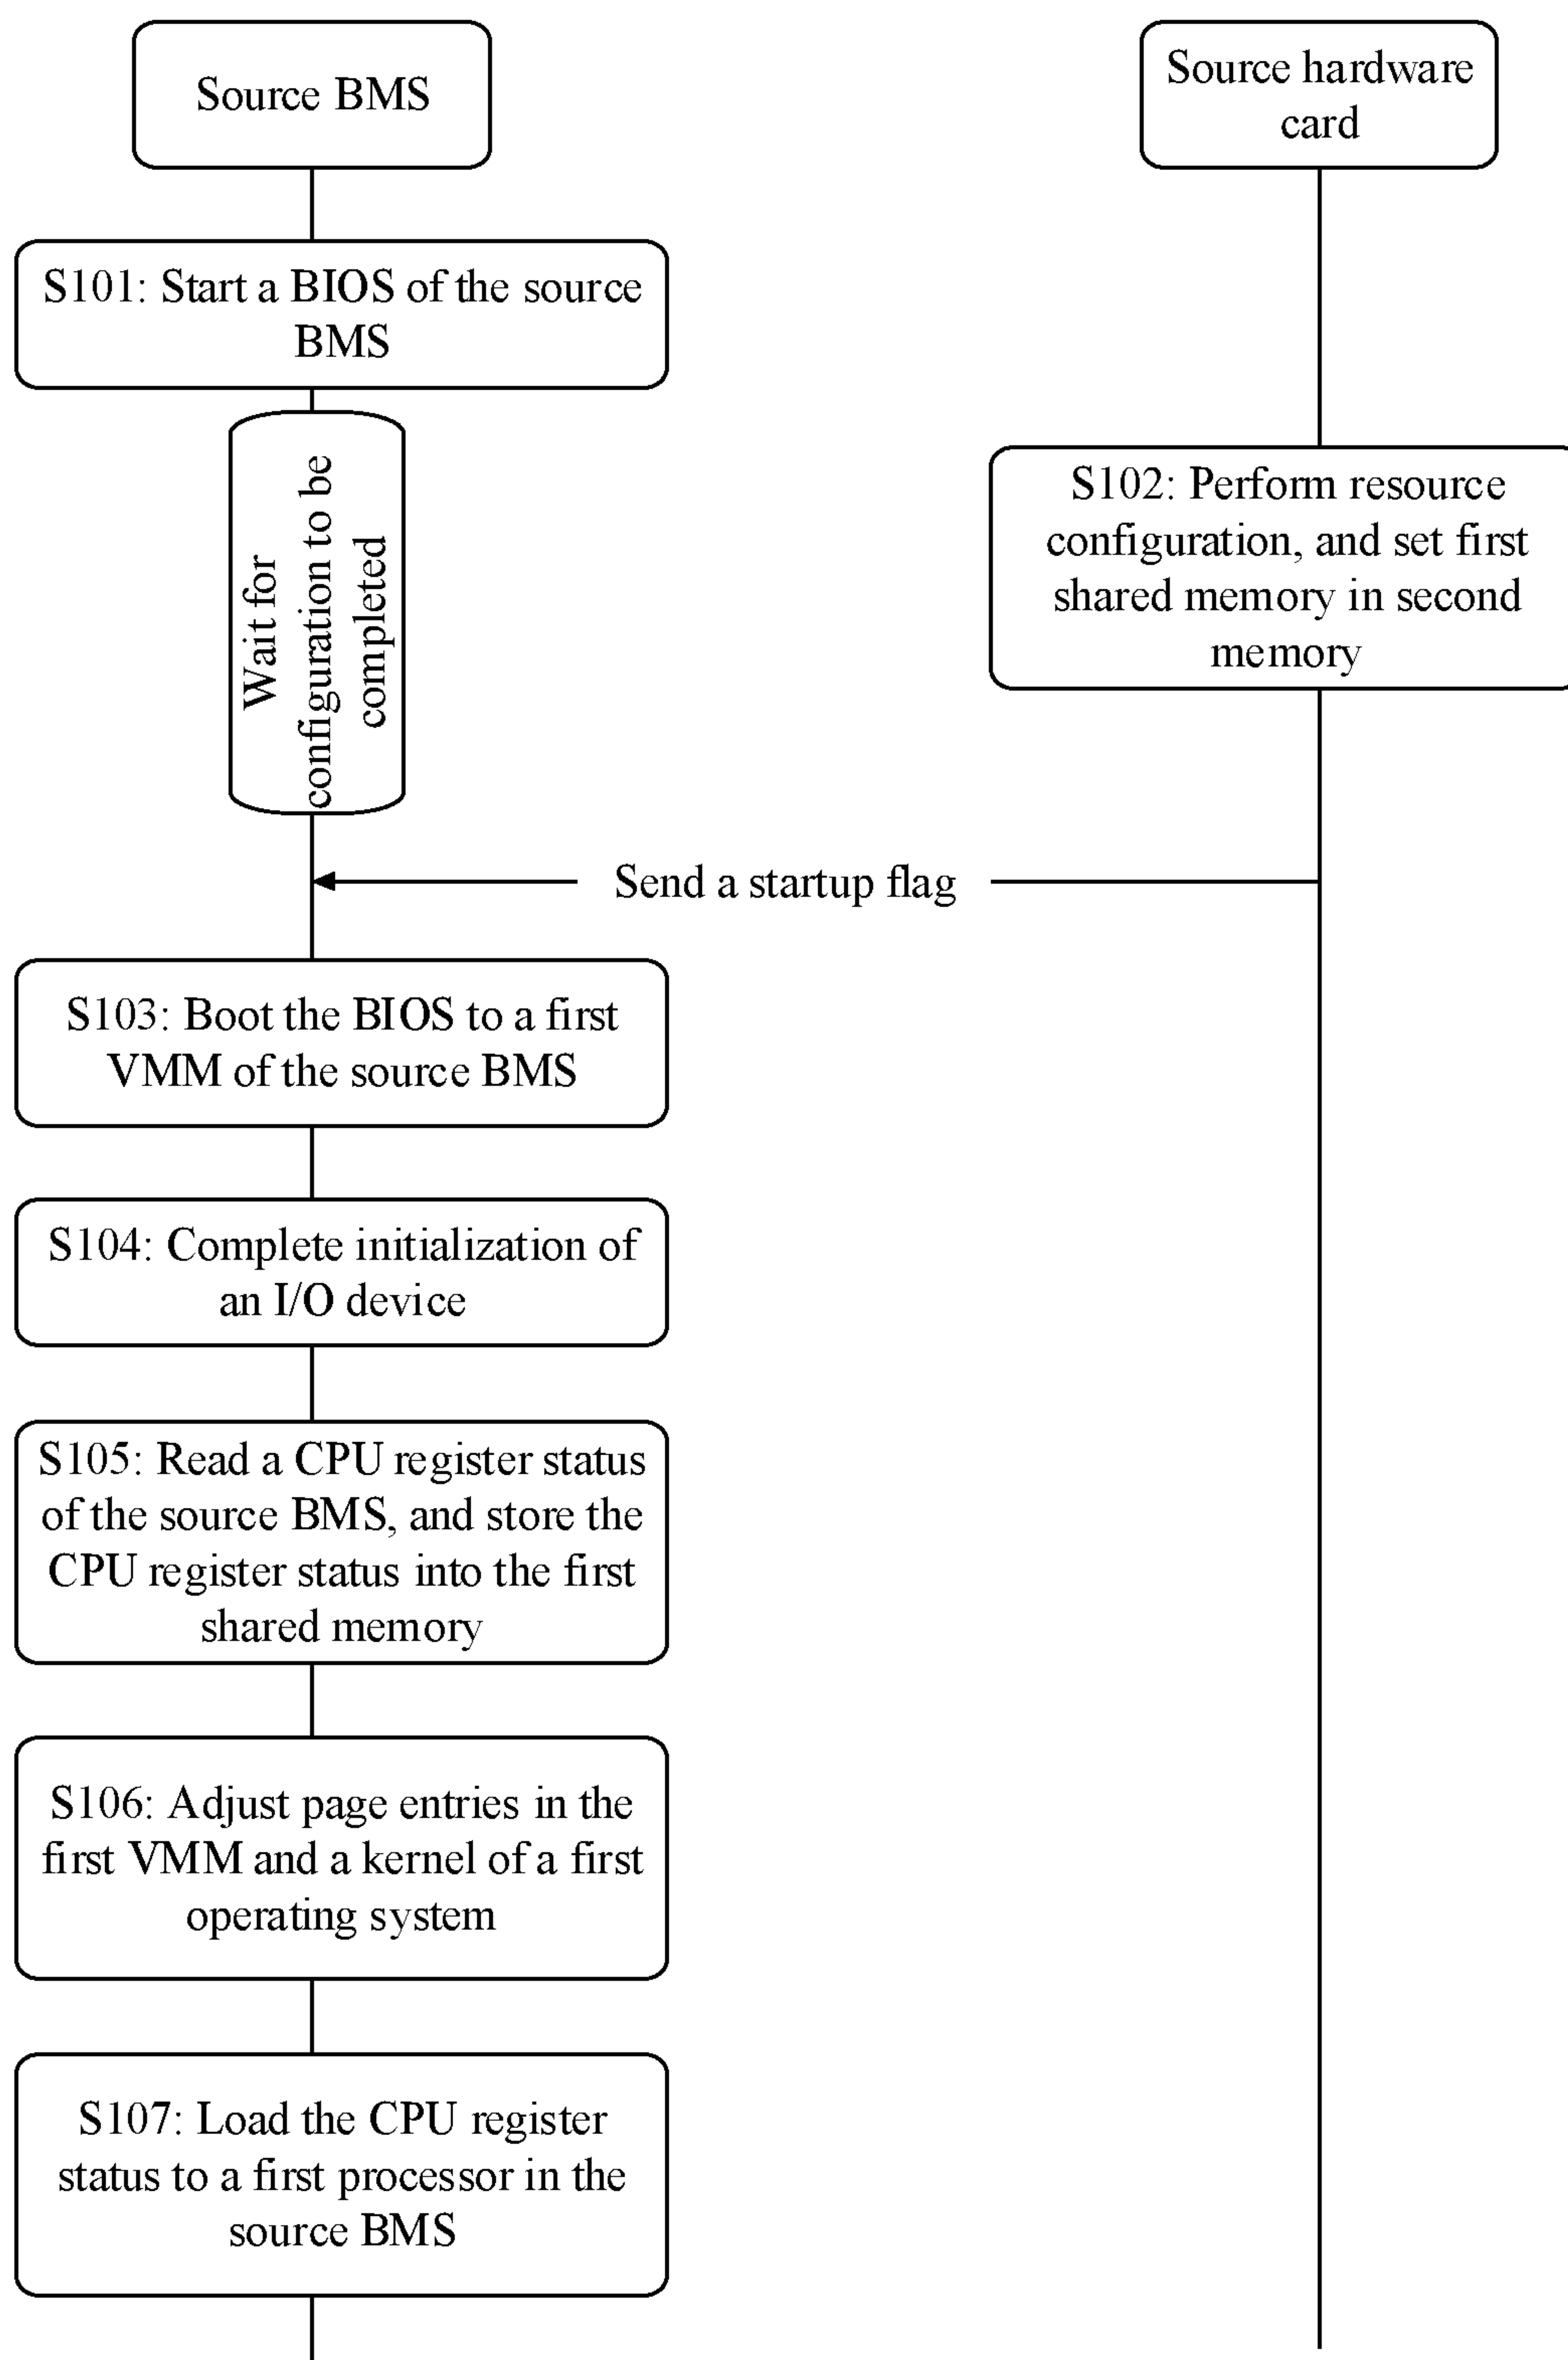 Source BMS
Source hardware
card
S101: Start a BIOS of the source
BMS
Wait for
configuration to be
completed
S102: Perform resource
configuration, and set first
shared memory in second
memory
Send a startup flag
S103: Boot the BIOS to a first
VMM of the source BMS
S104: Complete initialization of
an I/O device
S105: Read a CPU register status
of the source BMS, and store the
CPU register status into the first
shared memory
S106: Adjust page entries in the
first VMM and a kernel of a first
operating system
S107: Load the CPU register
status to a first processor in the
source BMS